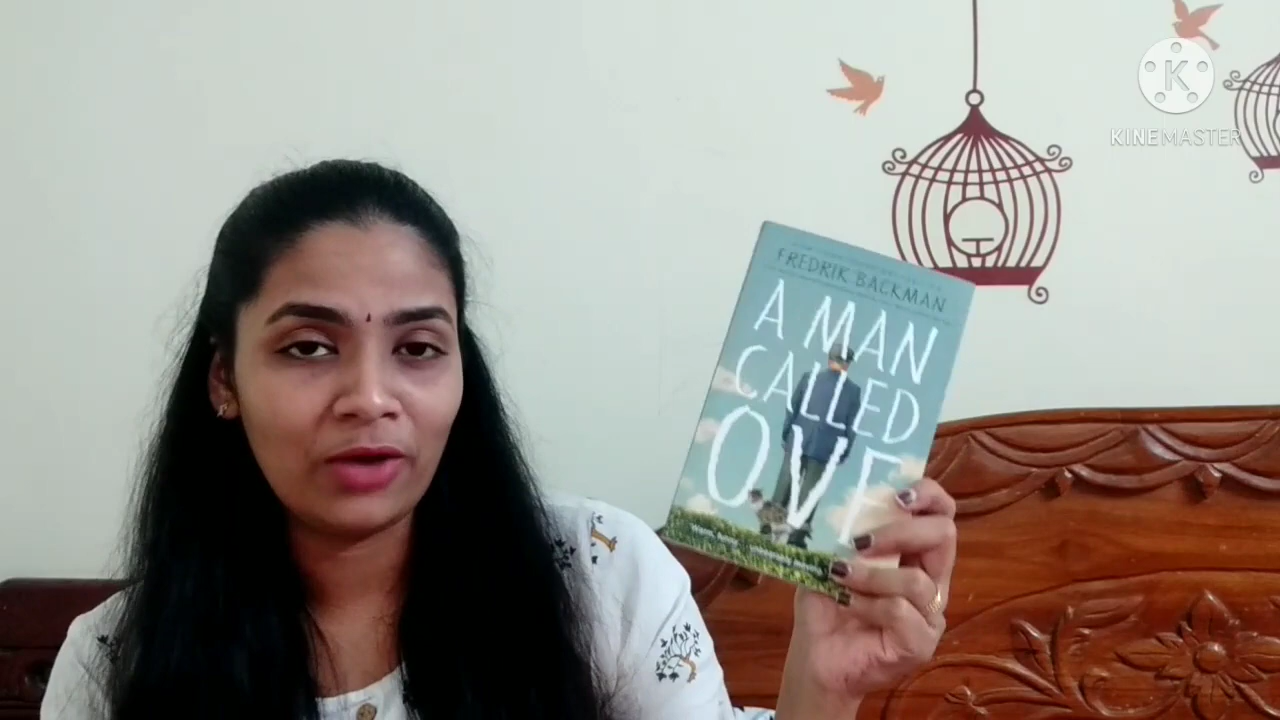 FREDRIK BACKMAN
A MAN
CALLED
OVE
K
KINEMASTER